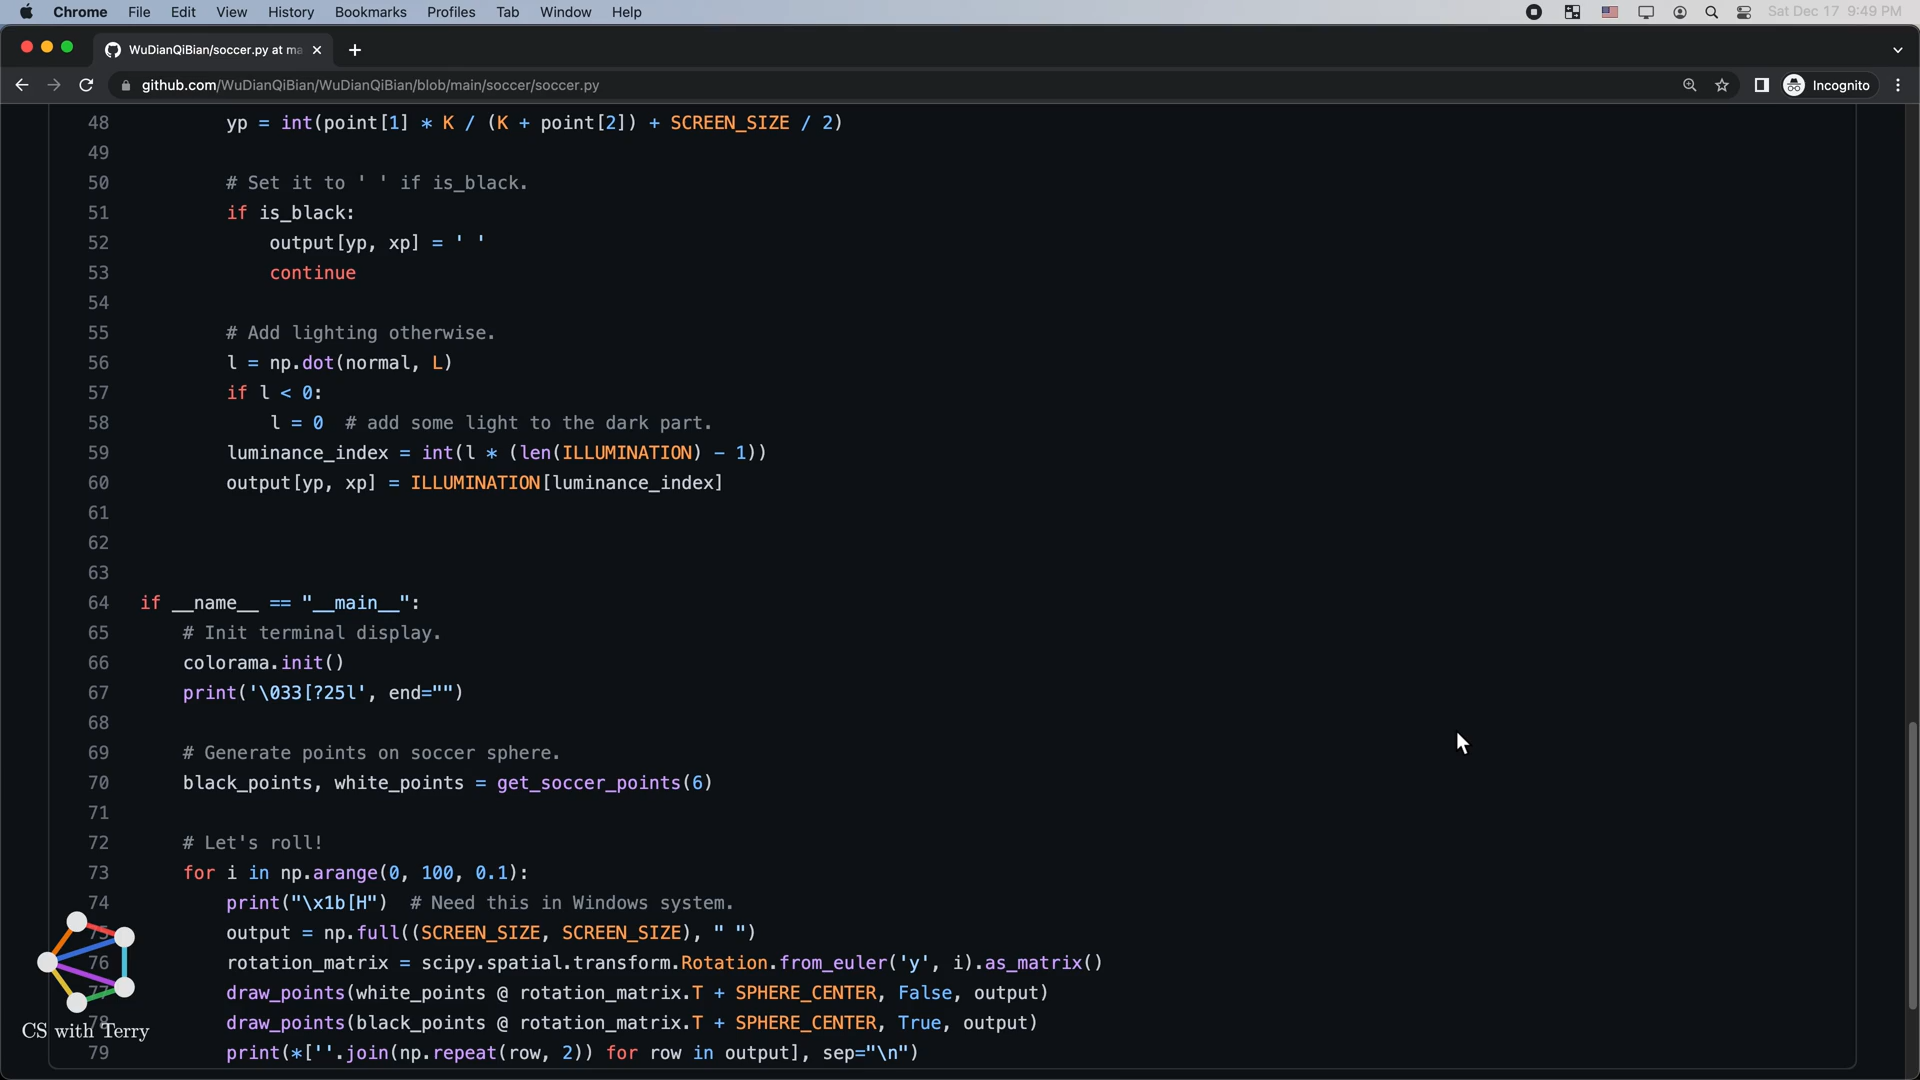 Chrome File Edit View History Bookmarks Profiles Tab Window Help Sat Dec 17 9:49 PM
WuDianQiBian/soccer.py at ma
github.com/WuDianQiBian/WuDianQiBian/blob/main/soccer/soccer.py Incognito
48 yp = int(point[1] * K / (K + point[2]) + SCREEN_SIZE / 2)
49
50 # Set it to ' ' if is_black.
51 if is_black:
52 output[yp, xp] = ' '
53 continue
54
55 # Add lighting otherwise.
56 l = np.dot(normal, L)
57 if l < 0:
58 l = 0 # add some light to the dark part.
59 luminance_index = int(l * (len(ILLUMINATION) - 1))
60 output[yp, xp] = ILLUMINATION[luminance_index]
61
62
63
64 if __name__ == "__main__":
65 # Init terminal display.
66 colorama.init()
67 print('\033[?25l', end="")
68
69 # Generate points on soccer sphere.
70 black_points, white_points = get_soccer_points(6)
71
72 # Let's roll!
73 for i in np.arange(0, 100, 0.1):
74 print("\x1b[H") # Need this in Windows system.
75 output = np.full((SCREEN_SIZE, SCREEN_SIZE), " ")
76 rotation_matrix = scipy.spatial.transform.Rotation.from_euler('y', i).as_matrix()
77 draw_points(white_points @ rotation_matrix.T + SPHERE_CENTER, False, output)
78 draw_points(black_points @ rotation_matrix.T + SPHERE_CENTER, True, output)
CS with Terry
79 print(*[''.join(np.repeat(row, 2)) for row in output], sep="\n")